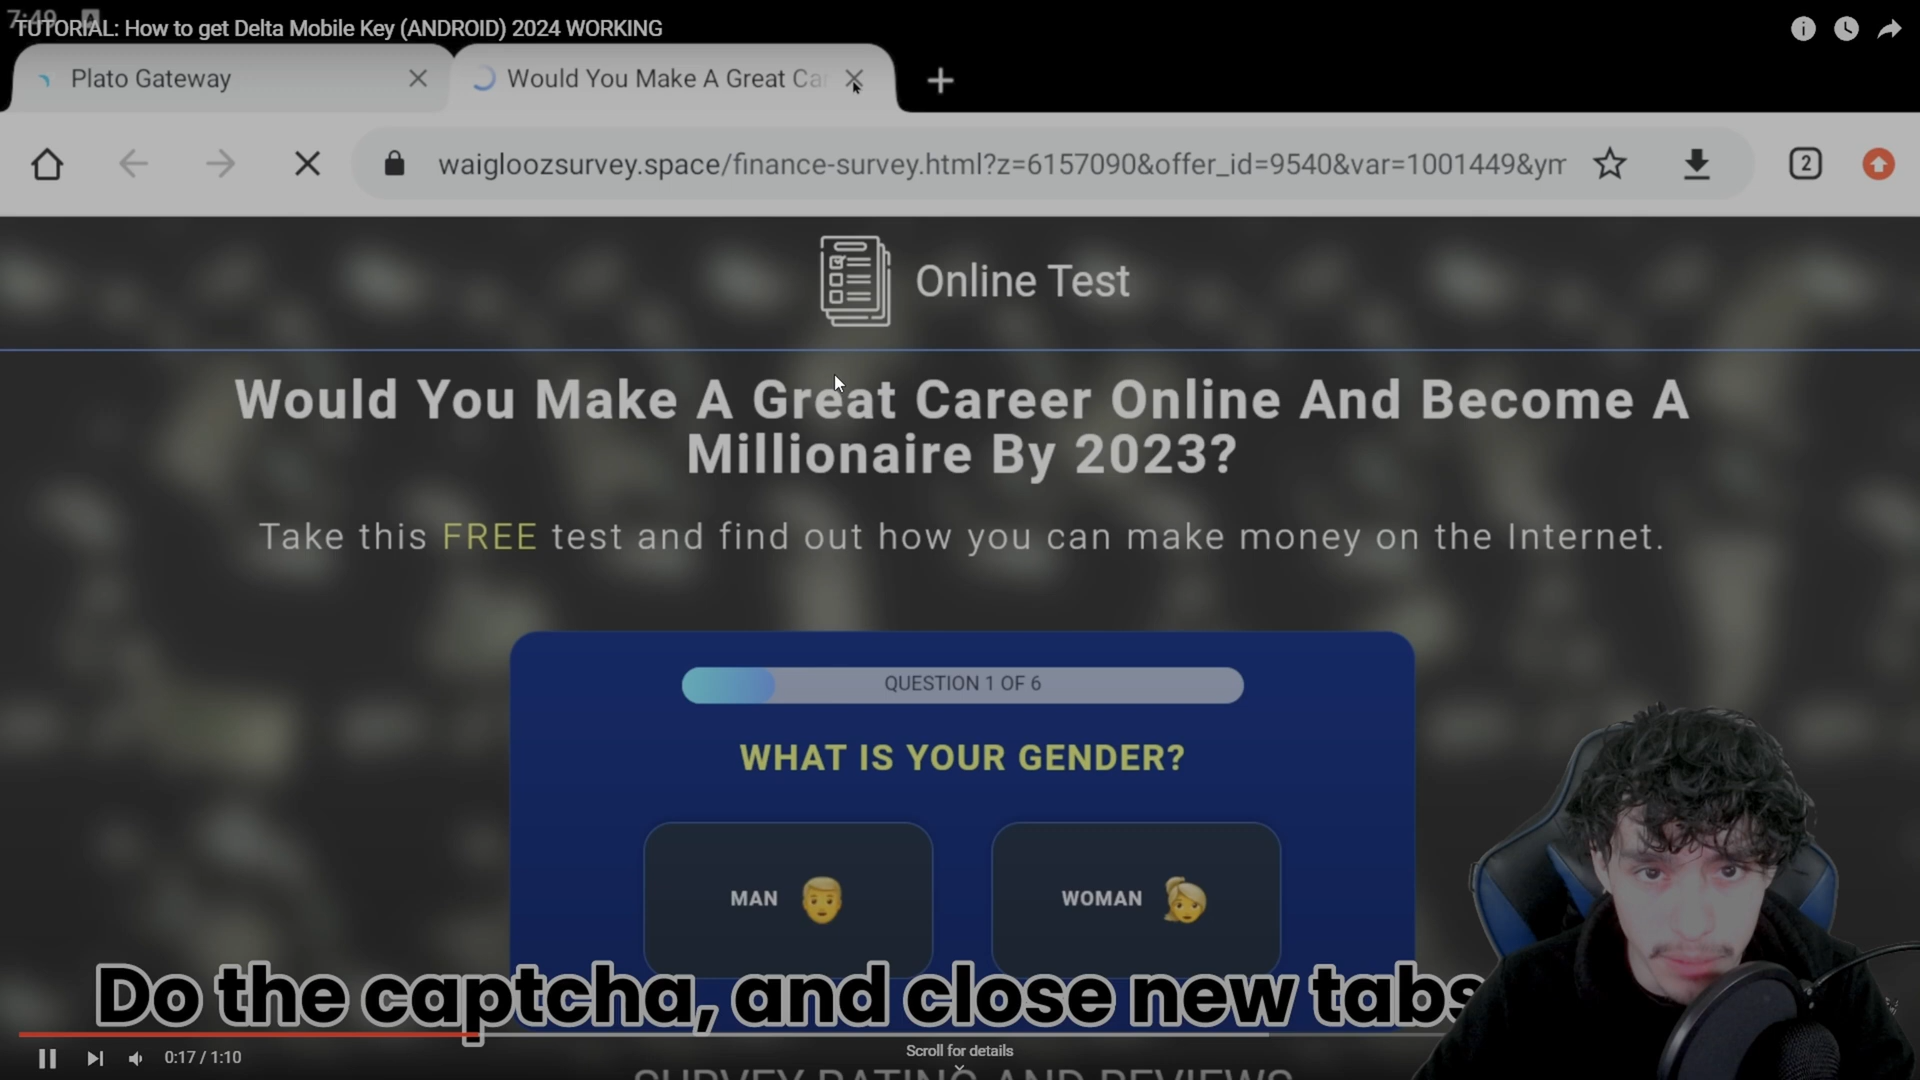 7:49
TUTORIAL: How to get Delta Mobile Key (ANDROID) 2024 WORKING
Plato Gateway
Would You Make A Great Car
2
waigloozsurvey.space/finance-survey.html?z=6157090&offer_id=9540&var=1001449&ym
Online Test
Would You Make A Great Career Online And Become A
Millionaire By 2023?
Take this FREE test and find out how you can make money on the Internet.
QUESTION 1 OF 6
WHAT IS YOUR GENDER?
MAN
WOMAN
Do the captcha, and close new tabs
0:17 / 1:10
Scroll for details
SURVEY RATING AND REVIEWS